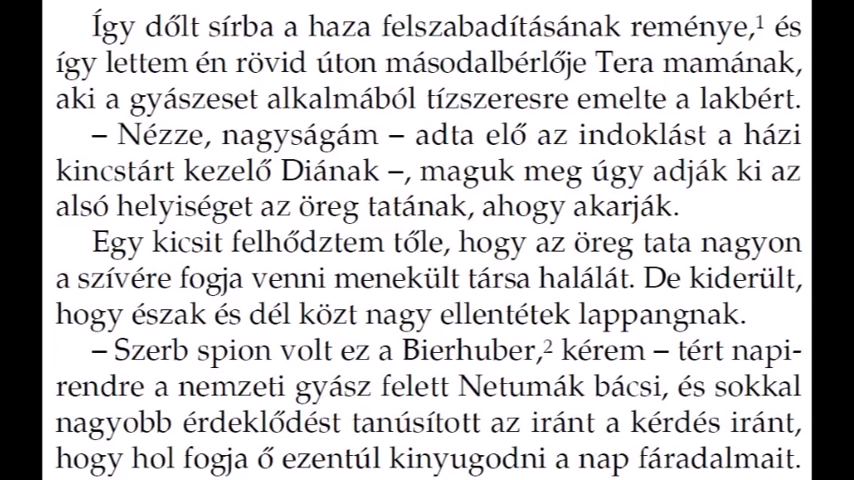 Így dőlt sírba a haza felszabadításának reménye,¹ és
így lettem én rövid úton másodalbérlője Tera mamának,
aki a gyászeset alkalmából tízszeresre emelte a lakbért.
– Nézze, nagyságám – adta elő az indoklást a házi
kincstárt kezelő Diának –, maguk meg úgy adják ki az
alsó helyiséget az öreg tatának, ahogy akarják.
Egy kicsit felhődztem tőle, hogy az öreg tata nagyon
a szívére fogja venni menekült társa halálát. De kiderült,
hogy észak és dél közt nagy ellentétek lappangnak.
– Szerb spion volt ez a Bierhuber,² kérem – tért napi-
rendre a nemzeti gyász felett Netumák bácsi, és sokkal
nagyobb érdeklődést tanúsított az iránt a kérdés iránt,
hogy hol fogja ő ezentúl kinyugodni a nap fáradalmait.